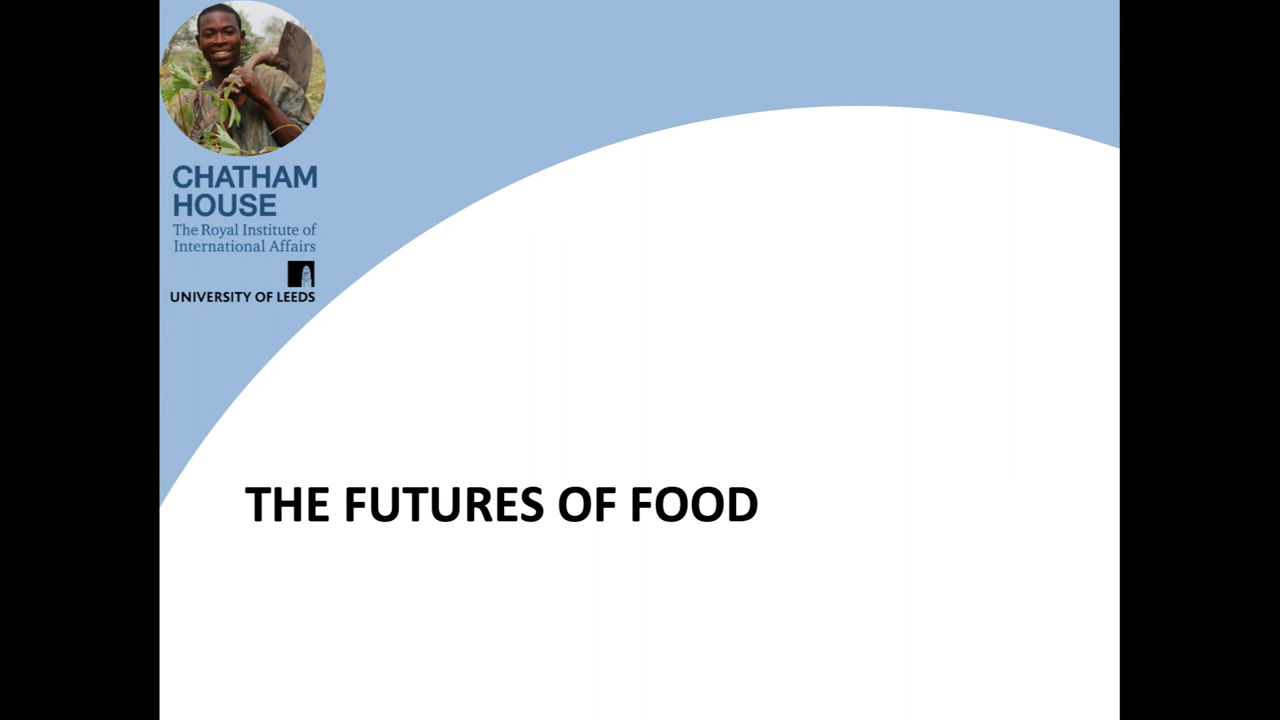 CHATHAM
HOUSE
The Royal Institute of
International Affairs
UNIVERSITY OF LEEDS
THE FUTURES OF FOOD